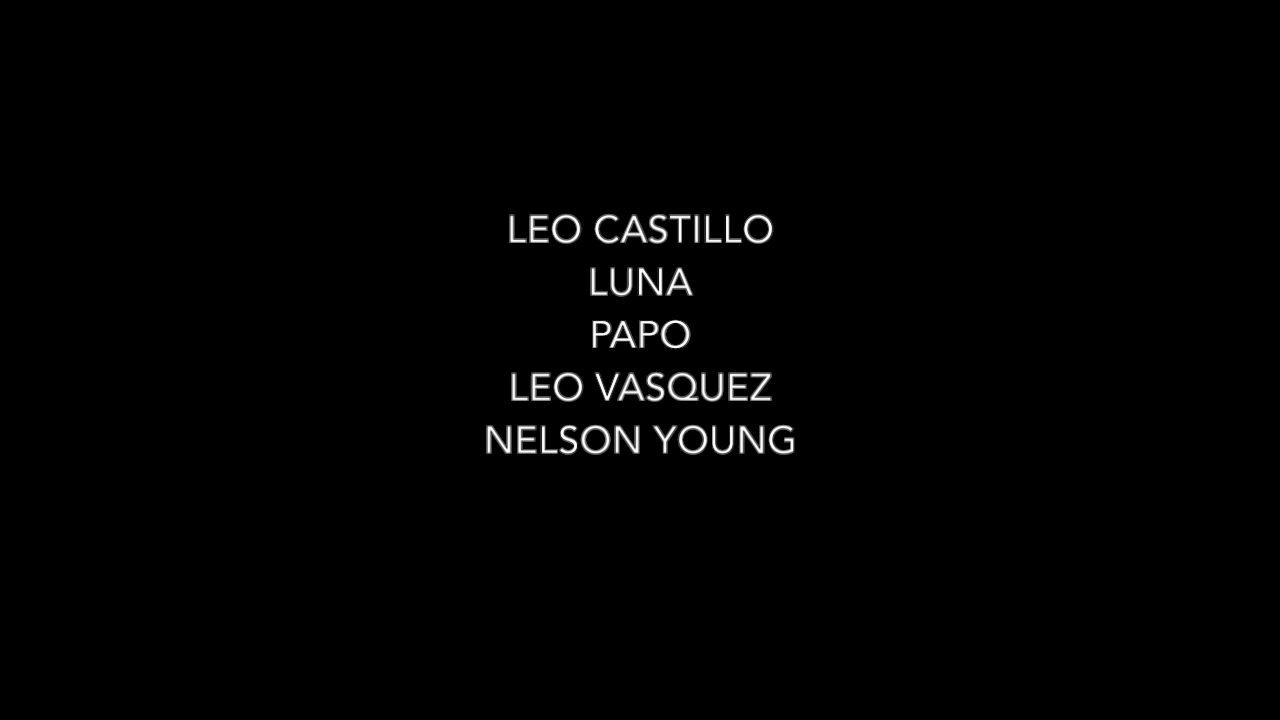 LEO CASTILLO
LUNA
PAPO
LEO VASQUEZ
NELSON YOUNG